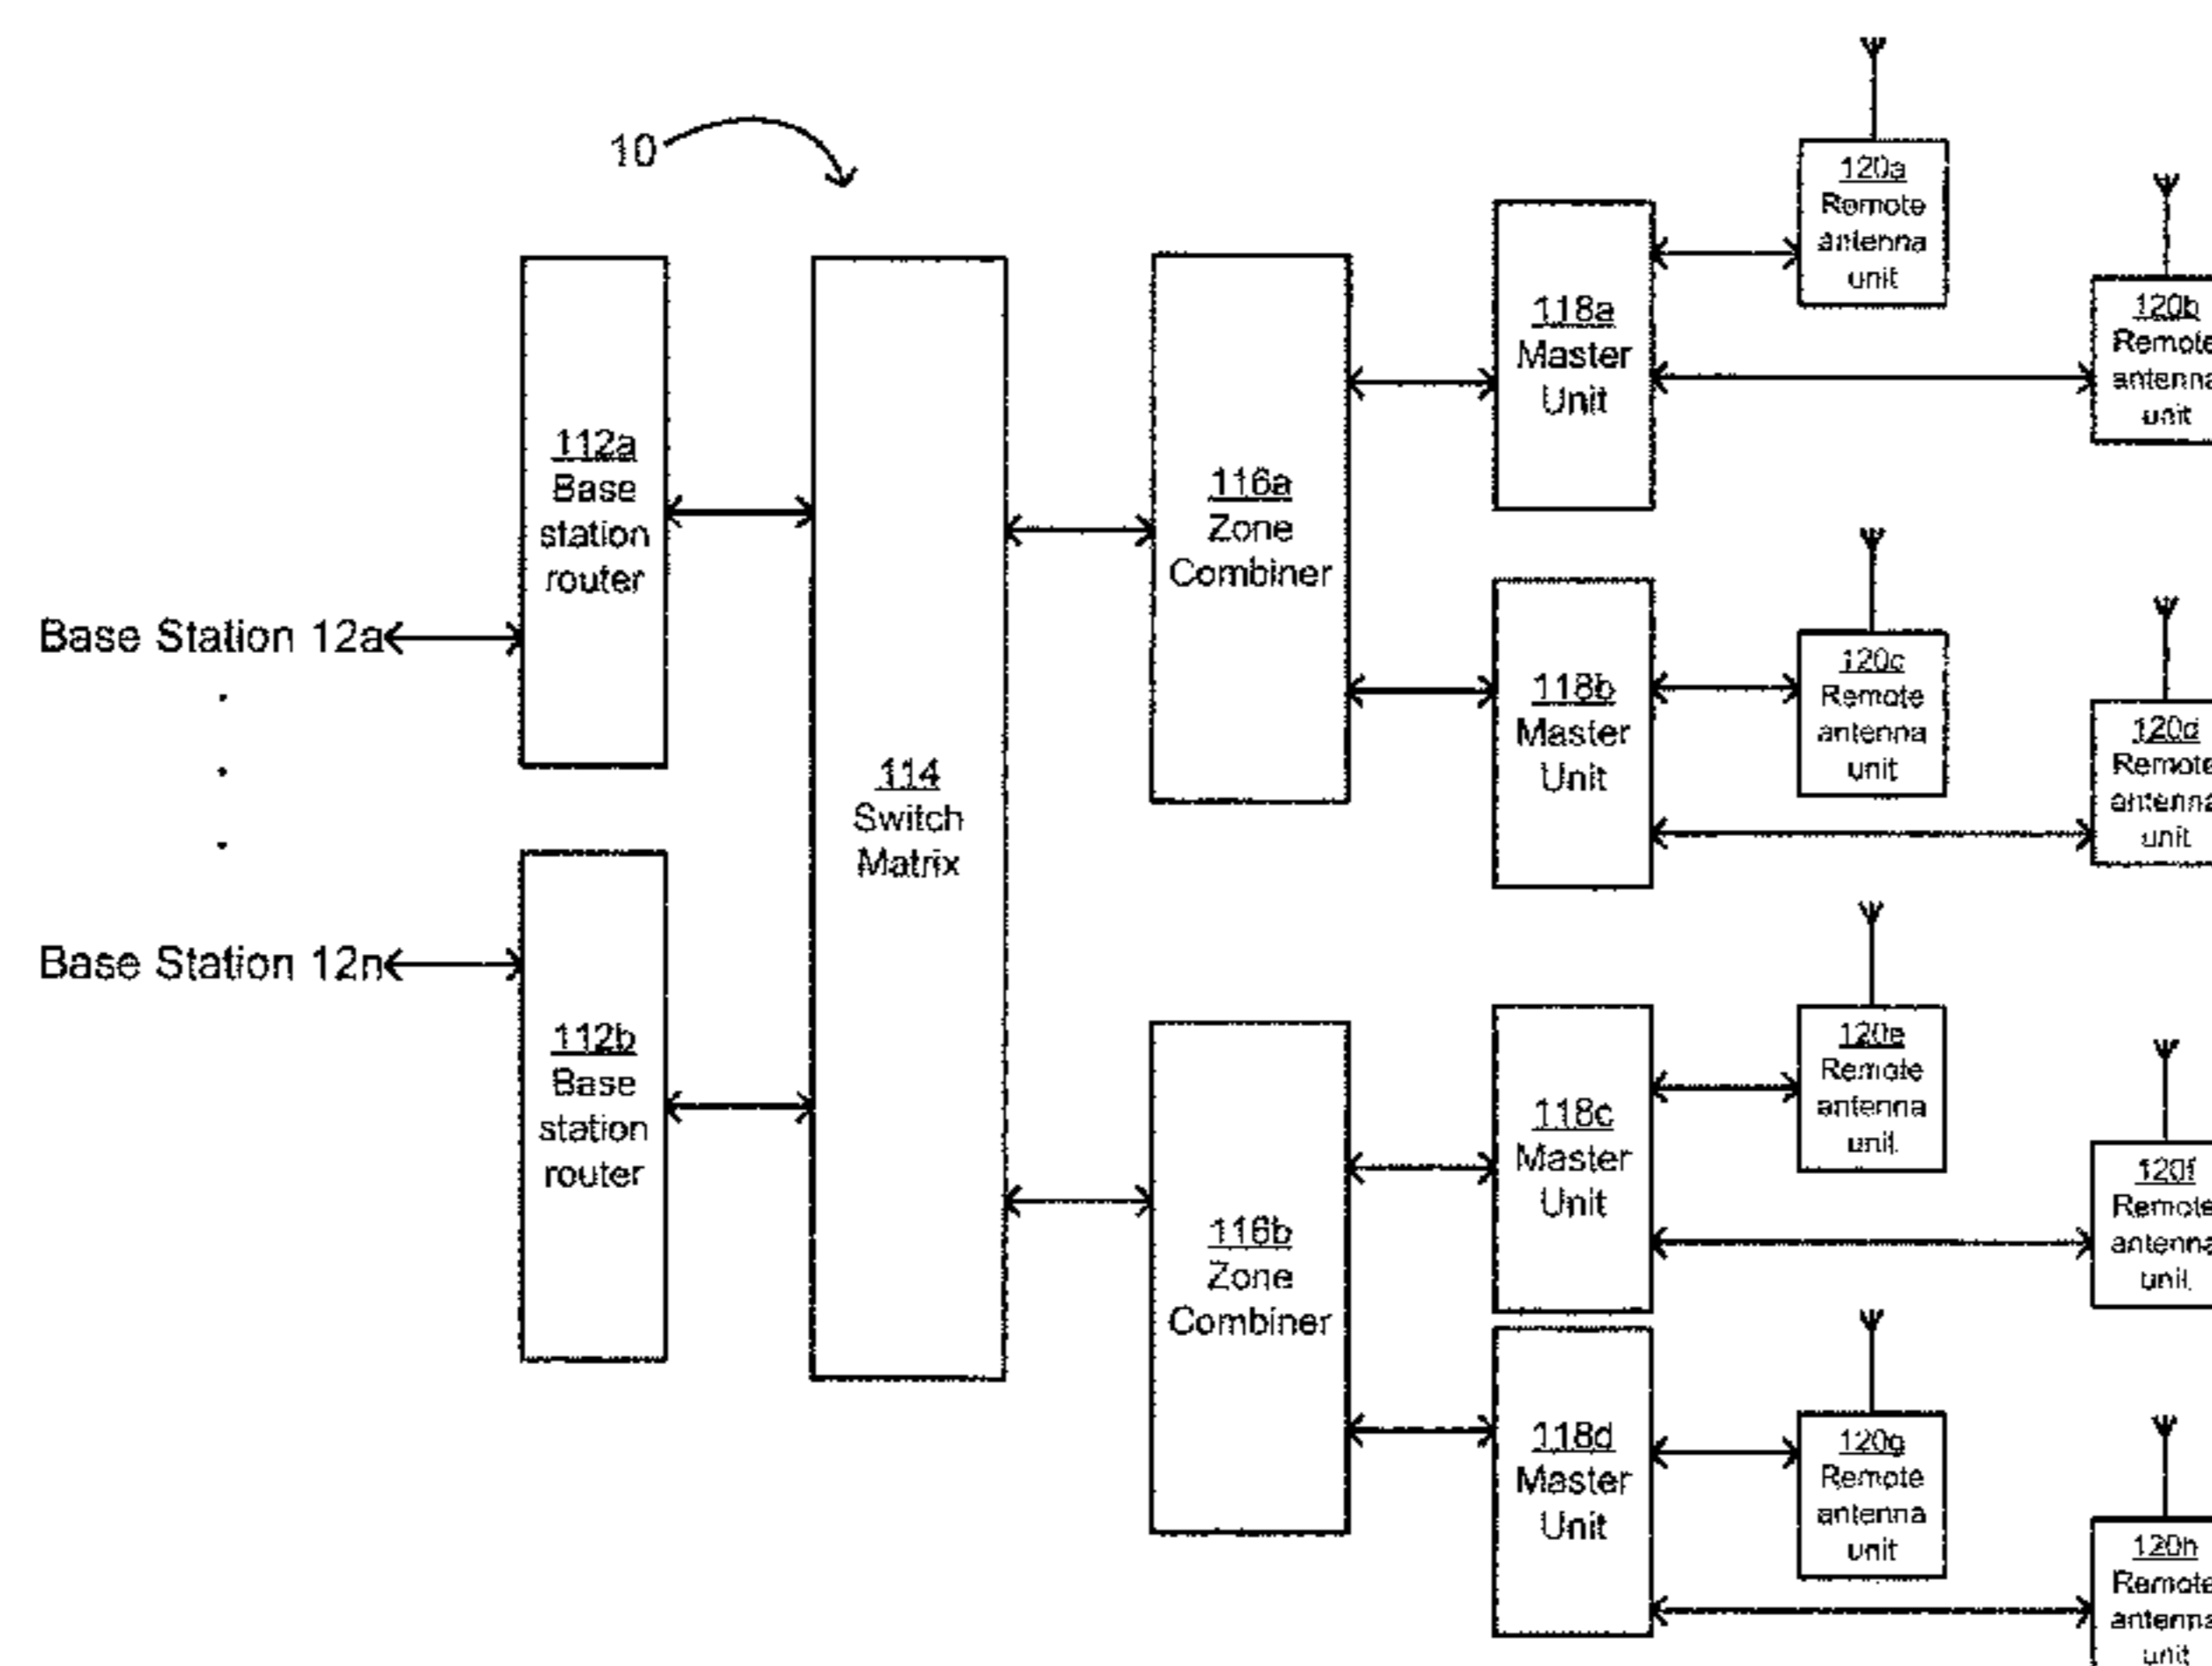 10
120a
Remote
antenna
unit
120b
Remote
antenna
unit
118a
Master
Unit
112a
Base
station
router
116a
Zone
Combiner
Base Station 12a
118b
Master
Unit
120c
Remote
antenna
unit
120d
Remote
antenna
unit
114
Switch
Matrix
Base Station 12n
112b
Base
station
router
116b
Zone
Combiner
118c
Master
Unit
120e
Remote
antenna
unit
120f
Remote
antenna
unit
118d
Master
Unit
120g
Remote
antenna
unit
120h
Remote
antenna
unit